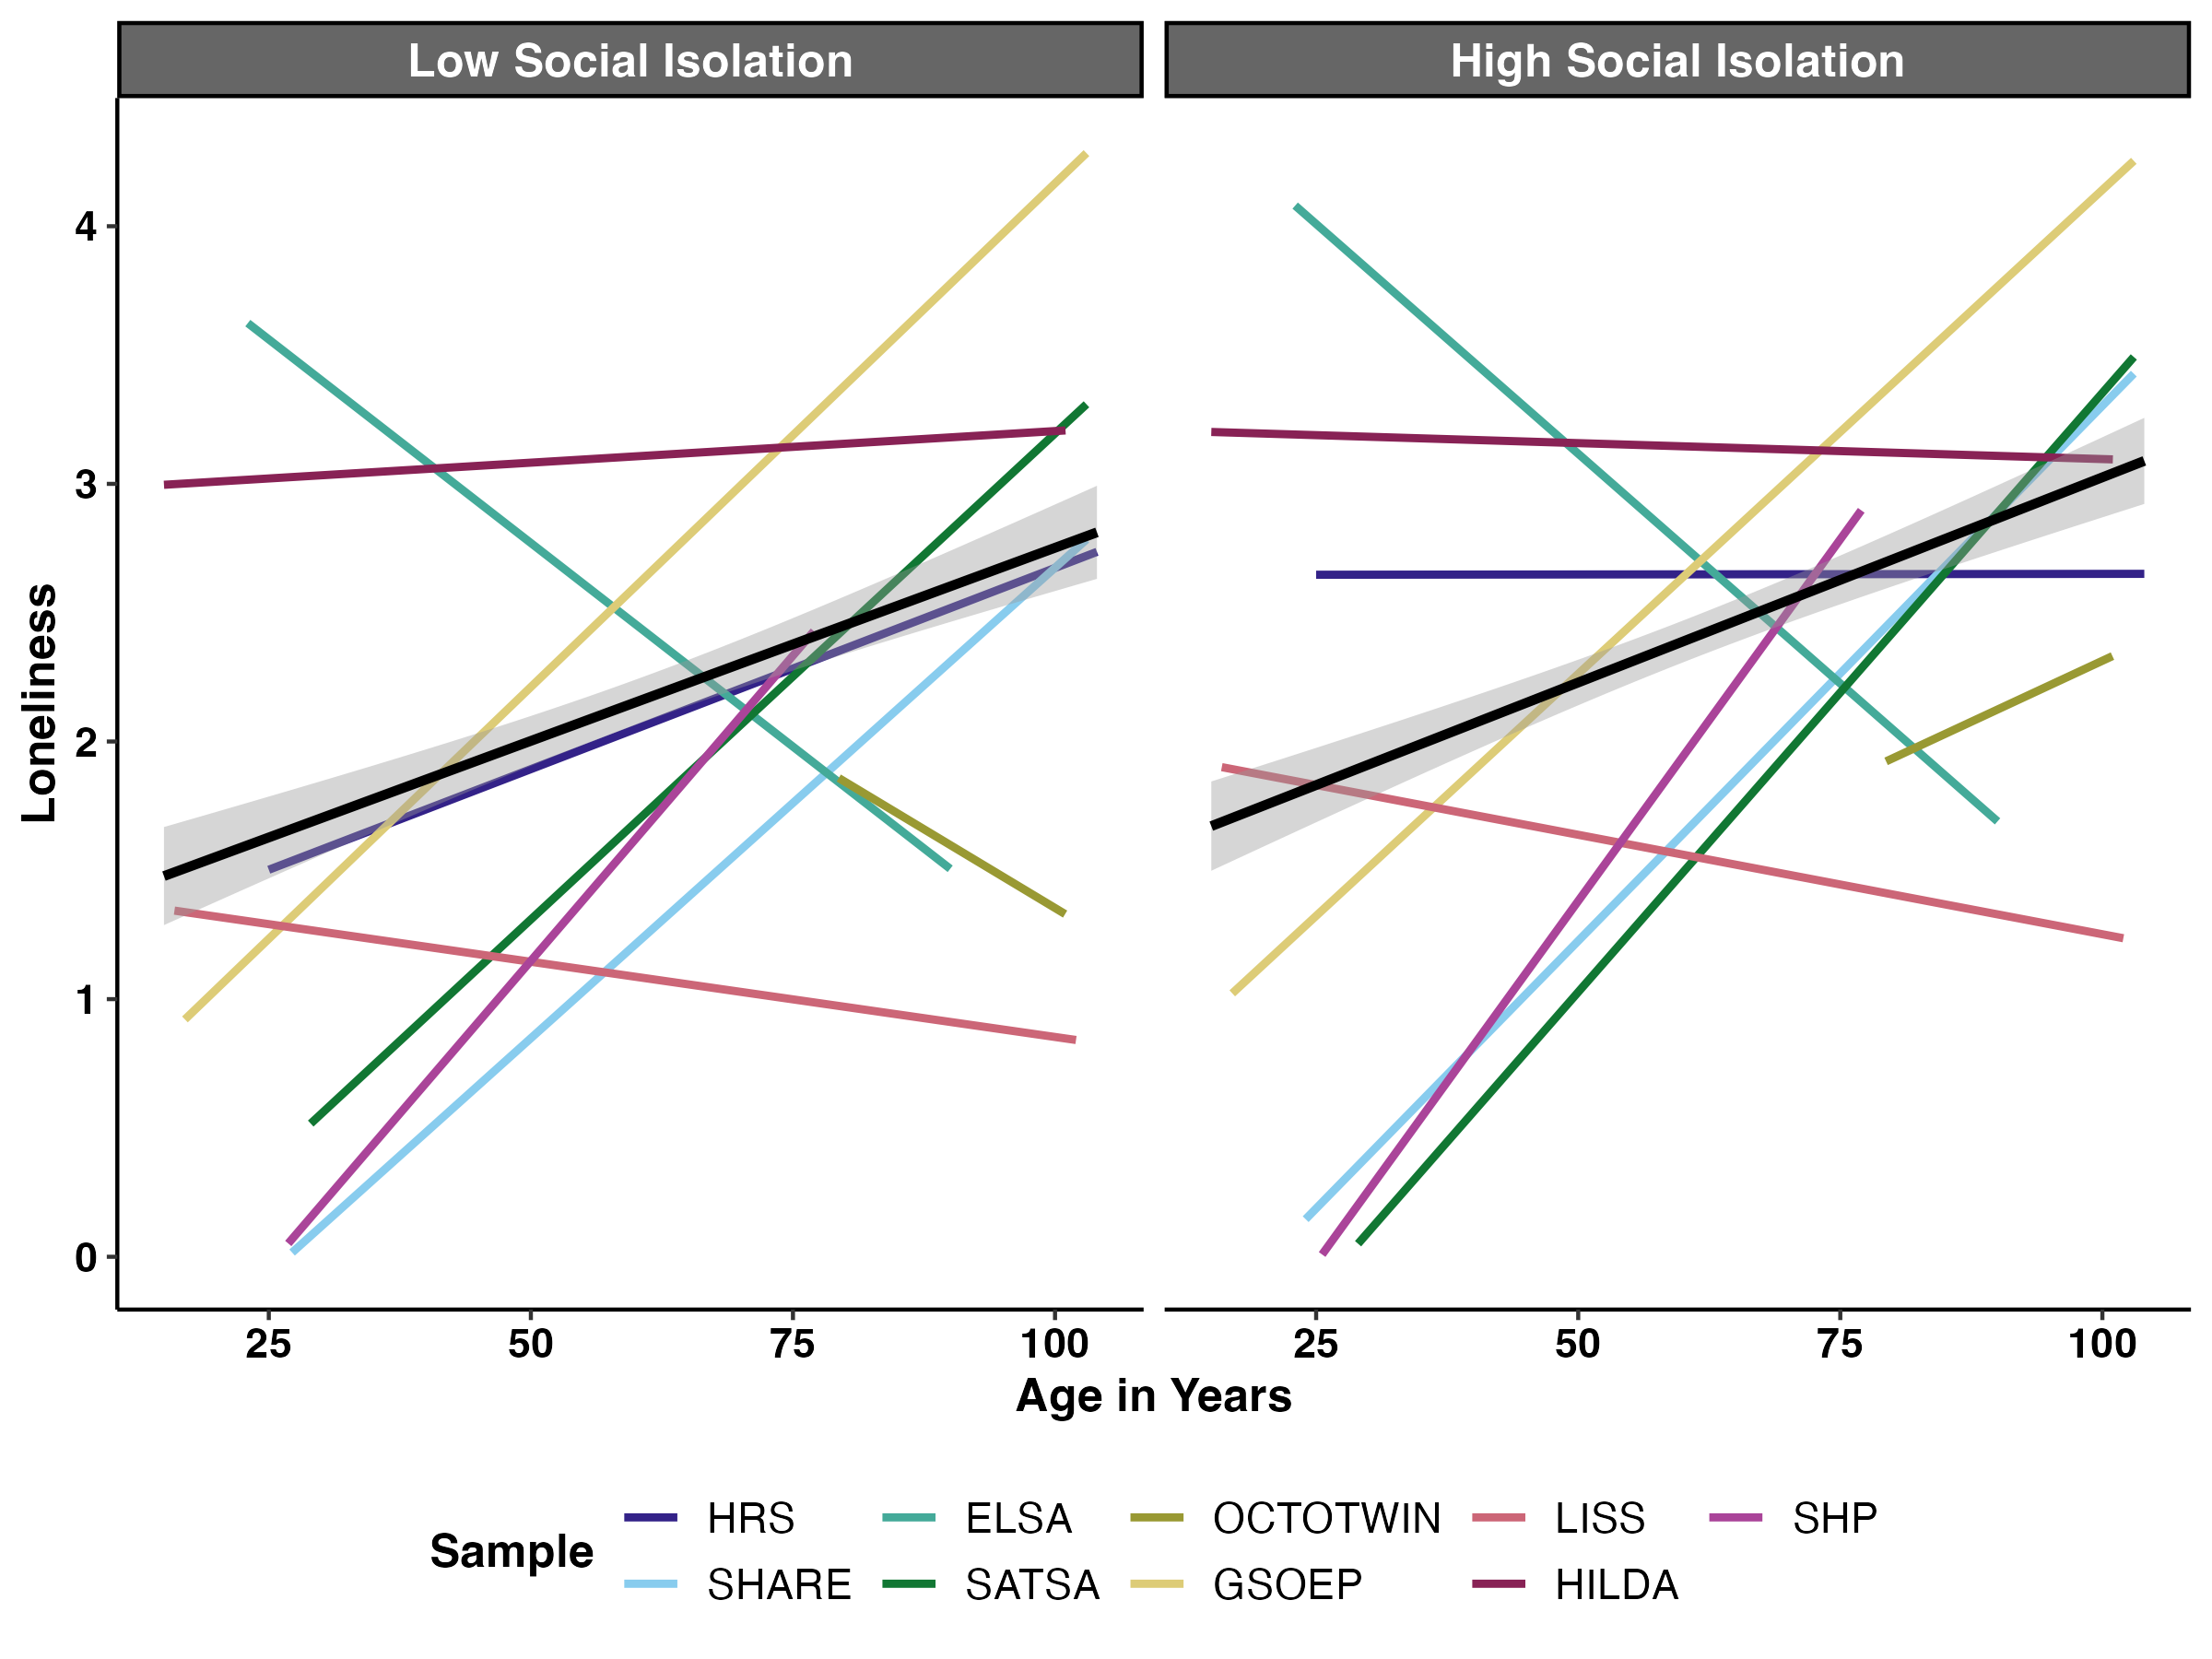 Low Social Isolation
High Social Isolation
Loneliness
4
3
2
1
0
25 50 75 100
25 50 75 100
Age in Years
Sample
HRS ELSA OCTOTWIN LISS SHP
SHARE SATSA GSOEP HILDA